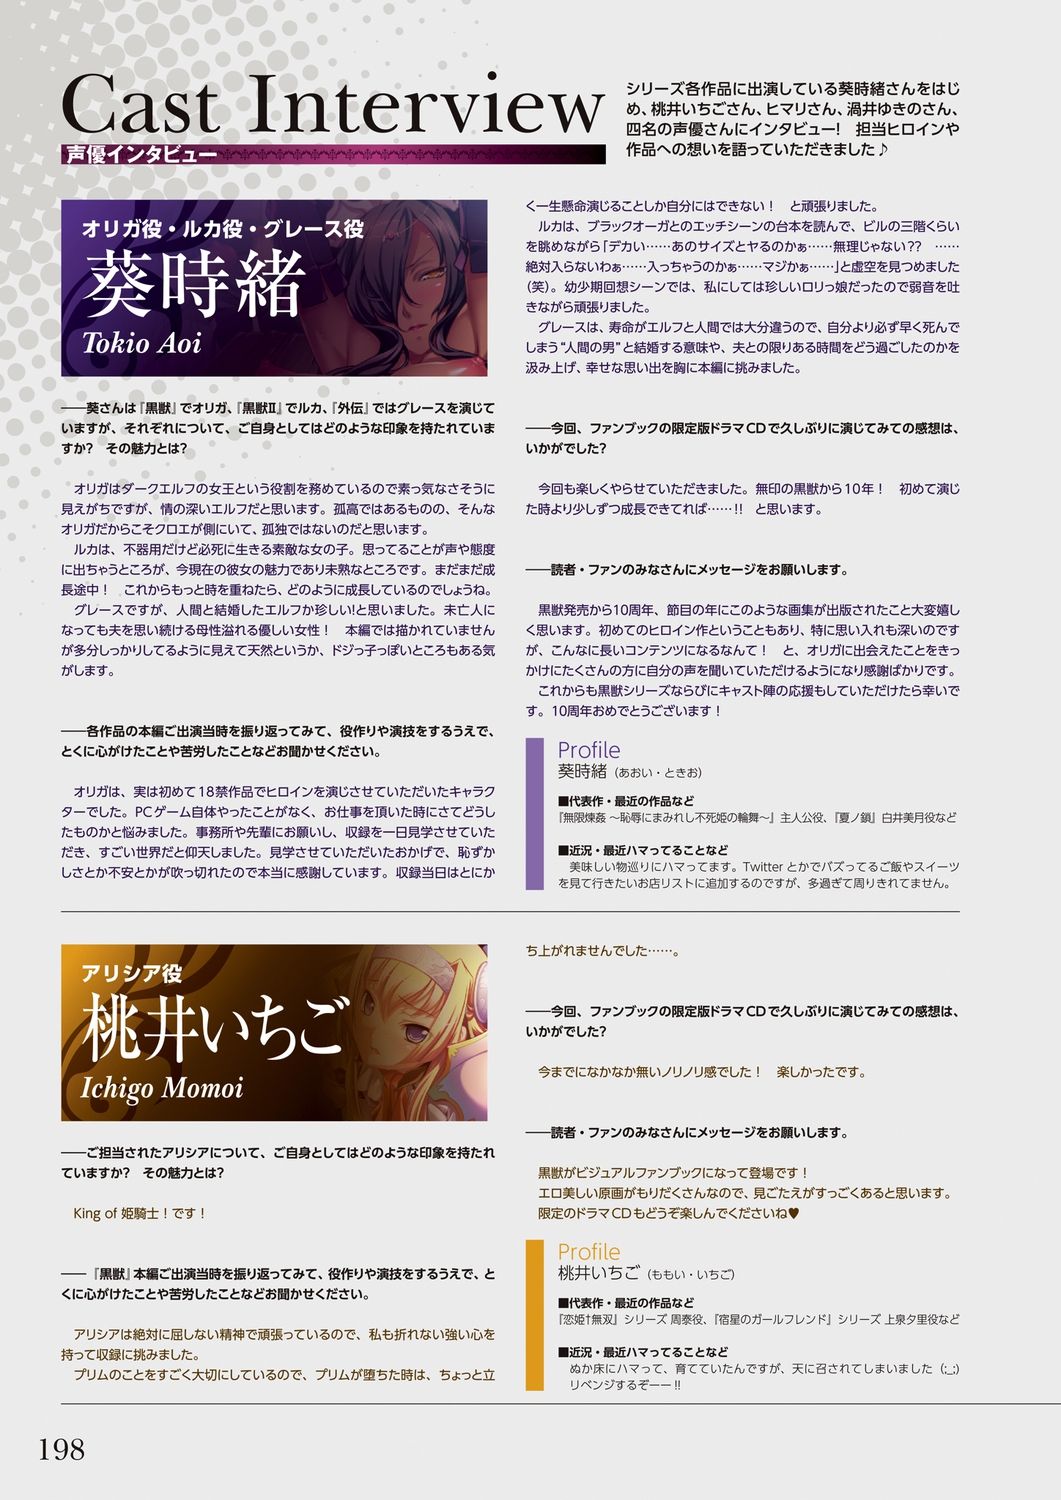 Cast Interview
声優インタビュー
シリーズ各作品に出演している葵時緒さんをはじ
め、桃井いちごさん、ヒマリさん、渦井ゆきのさん、
四名の声優さんにインタビュー!　担当ヒロインや
作品への想いを語っていただきました♪
オリガ役・ルカ役・グレース役
葵時緒
Tokio Aoi
――葵さんは『黒獣』でオリガ、『黒獣II』でルカ、『外伝』ではグレースを演じて
いますが、それぞれについて、ご自身としてはどのような印象を持たれていま
すか?　その魅力とは?
オリガはダークエルフの女王という役割を務めているので素っ気なさそうに
見えがちですが、情の深いエルフだと思います。孤高ではあるものの、そんな
オリガだからこそクロエが側にいて、孤独ではないのだと思います。
ルカは、不器用だけど必死に生きる素敵な女の子。思ってることが声や態度
に出ちゃうところが、今現在の彼女の魅力であり未熟なところです。まだまだ成
長途中！　これからもっと時を重ねたら、どのように成長しているのでしょうね。
グレースですが、人間と結婚したエルフか珍しい!と思いました。未亡人に
なっても夫を思い続ける母性溢れる優しい女性！　本編では描かれていません
が多分しっかりしてるように見えて天然というか、ドジっ子っぽいところもある気
がします。
――各作品の本編ご出演当時を振り返ってみて、役作りや演技をするうえで、
とくに心がけたことや苦労したことなどお聞かせください。
オリガは、実は初めて18禁作品でヒロインを演じさせていただいたキャラク
ターでした。PCゲーム自体やったことがなく、お仕事を頂いた時にさてどうし
たものかと悩みました。事務所や先輩にお願いし、収録を一日見学させていた
だき、すごい世界だと仰天しました。見学させていただいたおかげで、恥ずか
しさとか不安とかが吹っ切れたので本当に感謝しています。収録当日はとにか
く一生懸命演じることしか自分にはできない！　と頑張りました。
ルカは、ブラックオーガとのエッチシーンの台本を読んで、ビルの三階くらい
を眺めながら「デカい……あのサイズとヤるのかぁ……無理じゃない??　……
絶対入らないわぁ……入っちゃうのかぁ……マジかぁ……」と虚空を見つめました
（笑）。幼少期回想シーンでは、私にしては珍しいロリっ娘だったので弱音を吐
きながら頑張りました。
グレースは、寿命がエルフと人間では大分違うので、自分より必ず早く死んで
しまう“人間の男”と結婚する意味や、夫との限りある時間をどう過ごしたのかを
汲み上げ、幸せな思い出を胸に本編に挑みました。
――今回、ファンブックの限定版ドラマCDで久しぶりに演じてみての感想は、
いかがでした?
今回も楽しくやらせていただきました。無印の黒獣から10年！　初めて演じ
た時より少しずつ成長できてれば……!!　と思います。
――読者・ファンのみなさんにメッセージをお願いします。
黒獣発売から10周年、節目の年にこのような画集が出版されたこと大変嬉し
く思います。初めてのヒロイン作ということもあり、特に思い入れも深いのです
が、こんなに長いコンテンツになるなんて！　と、オリガに出会えたことをきっ
かけにたくさんの方に自分の声を聞いていただけるようになり感謝ばかりです。
これからも黒獣シリーズならびにキャスト陣の応援もしていただけたら幸いで
す。10周年おめでとうございます！
Profile
葵時緒（あおい・ときお）
■代表作・最近の作品など
『無限煉姦 ～恥辱にまみれし不死姫の輪舞～』主人公役、『夏ノ鎖』白井美月役など
■近況・最近ハマってることなど
美味しい物巡りにハマってます。Twitterとかでバズってるご飯やスイーツ
を見て行きたいお店リストに追加するのですが、多過ぎて周りきれてません。
アリシア役
桃井いちご
Ichigo Momoi
――ご担当されたアリシアについて、ご自身としてはどのような印象を持たれ
ていますか?　その魅力とは?
King of 姫騎士！です！
――『黒獣』本編ご出演当時を振り返ってみて、役作りや演技をするうえで、と
くに心がけたことや苦労したことなどお聞かせください。
アリシアは絶対に屈しない精神で頑張っているので、私も折れない強い心を
持って収録に挑みました。
プリムのことをすごく大切にしているので、プリムが堕ちた時は、ちょっと立
ち上がれませんでした……。
――今回、ファンブックの限定版ドラマCDで久しぶりに演じてみての感想は、
いかがでした?
今までになかなか無いノリノリ感でした！　楽しかったです。
――読者・ファンのみなさんにメッセージをお願いします。
黒獣がビジュアルファンブックになって登場です！
エロ美しい原画がもりだくさんなので、見ごたえがすっごくあると思います。
限定のドラマCDもどうぞ楽しんでくださいね♥
Profile
桃井いちご（ももい・いちご）
■代表作・最近の作品など
『恋姫†無双』シリーズ 周泰役、『宿星のガールフレンド』シリーズ 上泉夕里役など
■近況・最近ハマってることなど
ぬか床にハマって、育てていたんですが、天に召されてしまいました（;_;）
リベンジするぞーー!!
198